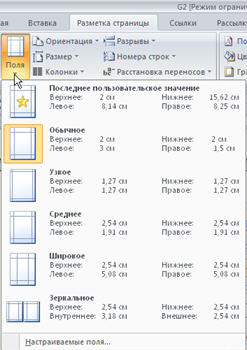 G2 [Режим огранич
ая Вставка Разметка страницы Ссылки Рассылк
Поля
Ориентация Разрывы
Размер Номера строк
Колонки Расстановка переносов
Последнее пользовательское значение
Верхнее: 2 см Нижнее: 15,62 см
Левое: 8,14 см Правое: 8,25 см
Обычное
Верхнее: 2 см Нижнее: 2 см
Левое: 3 см Правое: 1,5 см
Узкое
Верхнее: 1,27 см Нижнее: 1,27 см
Левое: 1,27 см Правое: 1,27 см
Среднее
Верхнее: 2,54 см Нижнее: 2,54 см
Левое: 1,91 см Правое: 1,91 см
Широкое
Верхнее: 2,54 см Нижнее: 2,54 см
Левое: 5,08 см Правое: 5,08 см
Зеркальное
Верхнее: 2,54 см Нижнее: 2,54 см
Внутреннее: 3,18 см Внешнее: 2,54 см
Настраиваемые поля...